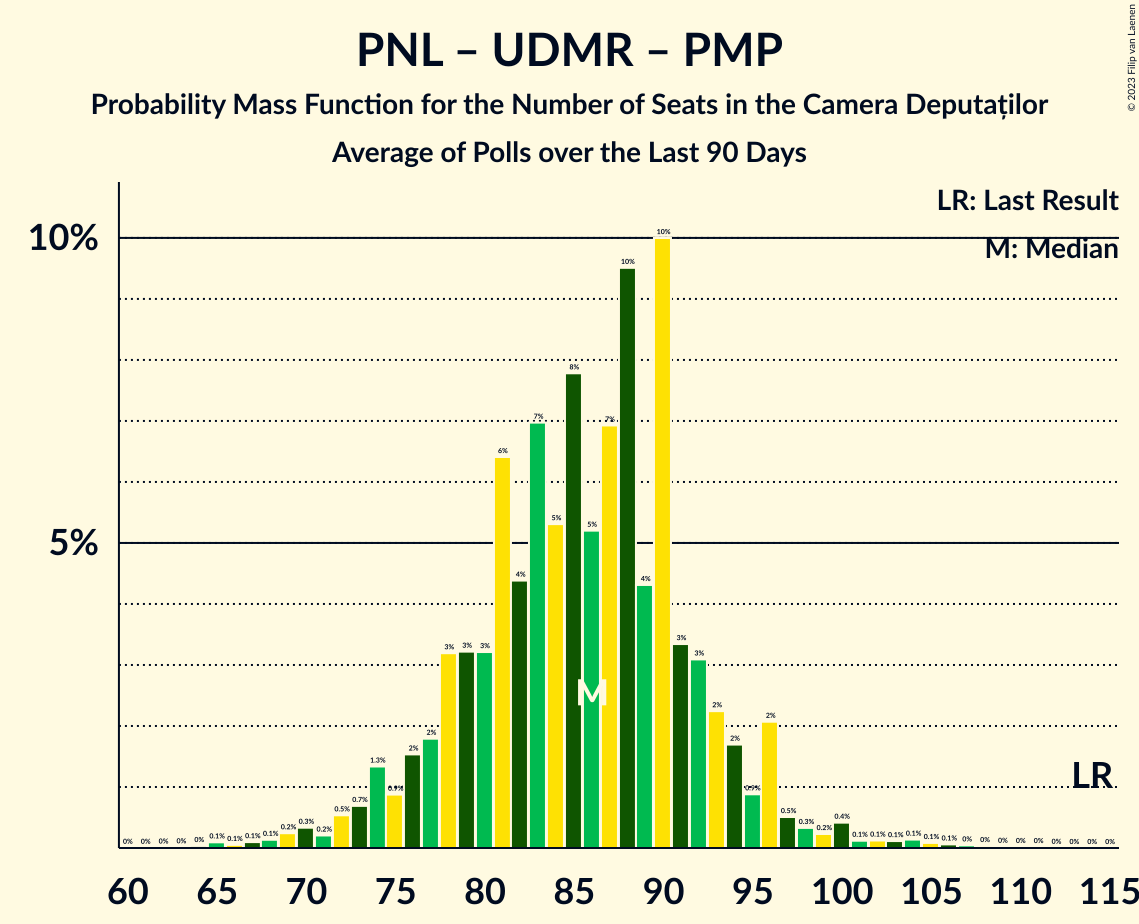 PNL – UDMR – PMP
Probability Mass Function for the Number of Seats in the Camera Deputaților
Average of Polls over the Last 90 Days
© 2023 Filip van Laenen
LR: Last Result
M: Median
10%
5%
0% 0% 0% 0% 0% 0.1% 0.1% 0.1% 0.1% 0.2% 0.3% 0.2% 0.5% 0.7% 1.3% 0.9% 2% 2% 3% 3% 3% 6% 4% 7% 5% 8% 5% 7% 10% 4% 10% 3% 3% 2% 2% 0.9% 2% 0.5% 0.3% 0.2% 0.4% 0.1% 0.1% 0.1% 0.1% 0.1% 0.1% 0% 0% 0% 0% 0% 0% 0% 0% 0%
M
LR
60 65 70 75 80 85 90 95 100 105 110 115